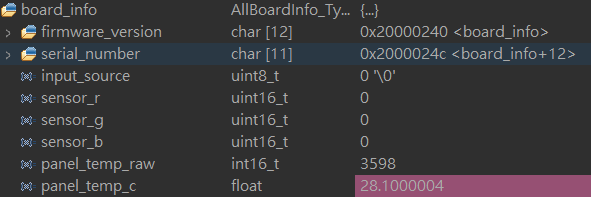 board_info AllBoardInfo_Ty... {...}
firmware_version char [12] 0x20000240 <board_info>
serial_number char [11] 0x2000024c <board_info+12>
input_source uint8_t 0 '\0'
sensor_r uint16_t 0
sensor_g uint16_t 0
sensor_b uint16_t 0
panel_temp_raw int16_t 3598
panel_temp_c float 28.1000004